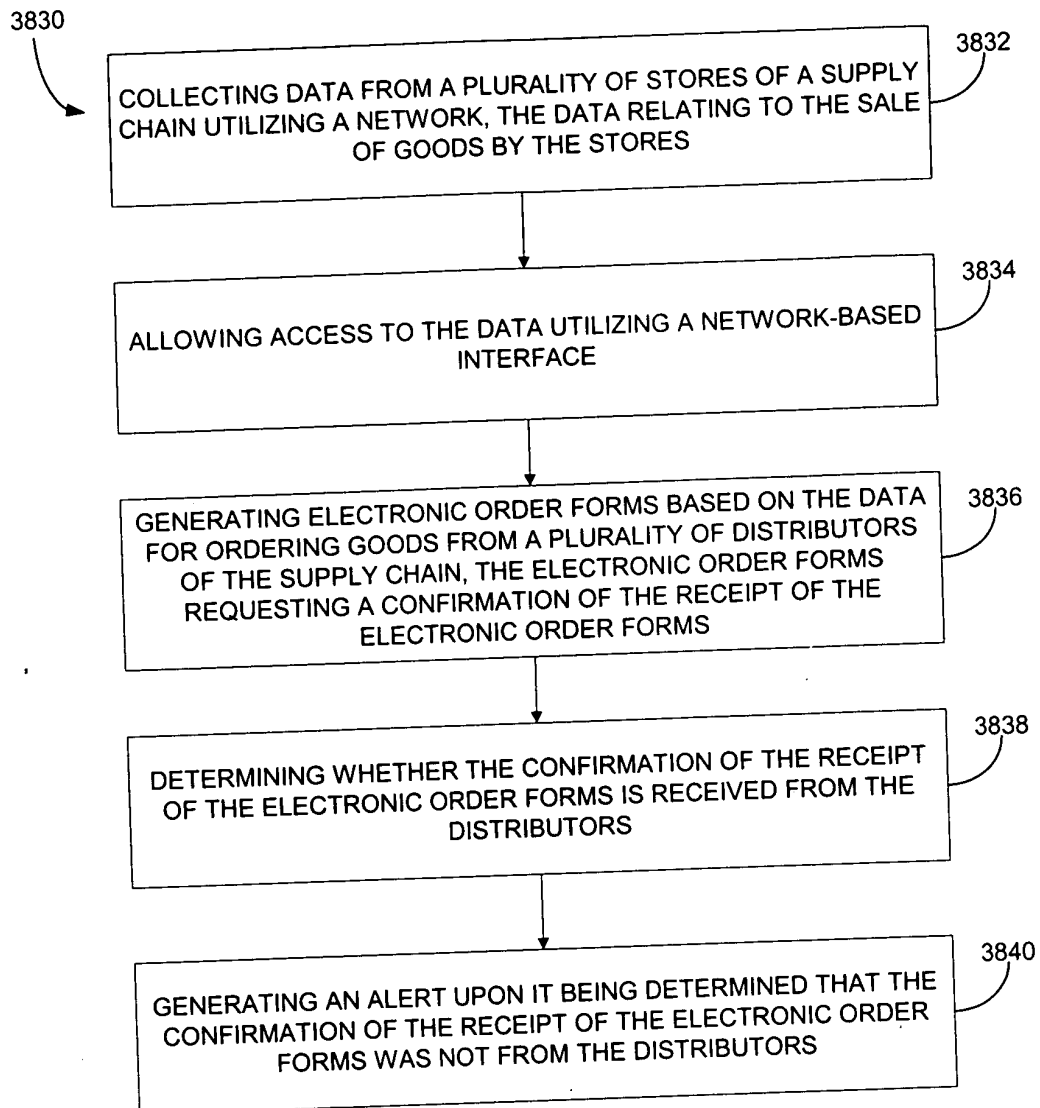 3830
3832
COLLECTING DATA FROM A PLURALITY OF STORES OF A SUPPLY
CHAIN UTILIZING A NETWORK, THE DATA RELATING TO THE SALE
OF GOODS BY THE STORES
3834
ALLOWING ACCESS TO THE DATA UTILIZING A NETWORK-BASED
INTERFACE
3836
GENERATING ELECTRONIC ORDER FORMS BASED ON THE DATA
FOR ORDERING GOODS FROM A PLURALITY OF DISTRIBUTORS
OF THE SUPPLY CHAIN, THE ELECTRONIC ORDER FORMS
REQUESTING A CONFIRMATION OF THE RECEIPT OF THE
ELECTRONIC ORDER FORMS
3838
DETERMINING WHETHER THE CONFIRMATION OF THE RECEIPT
OF THE ELECTRONIC ORDER FORMS IS RECEIVED FROM THE
DISTRIBUTORS
3840
GENERATING AN ALERT UPON IT BEING DETERMINED THAT THE
CONFIRMATION OF THE RECEIPT OF THE ELECTRONIC ORDER
FORMS WAS NOT FROM THE DISTRIBUTORS